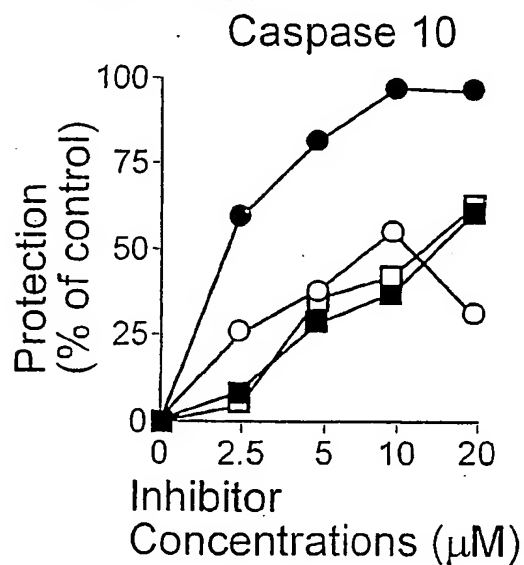 Caspase 10
Protection
(% of control)
100
75
50
25
0
0 2.5 5 10 20
Inhibitor
Concentrations (μM)